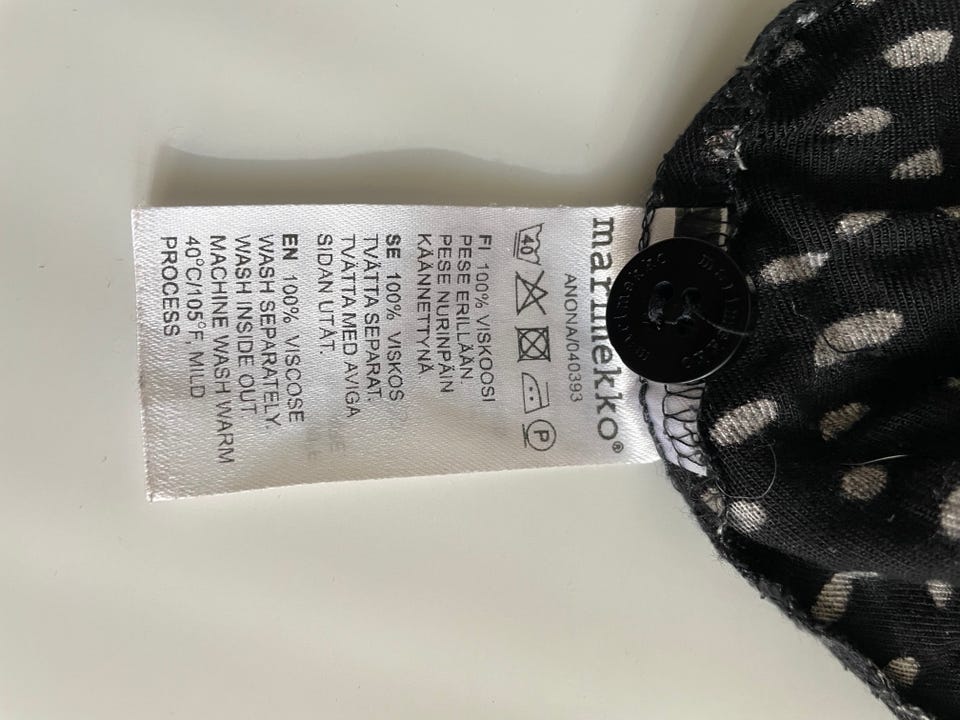 marimekko®
ANONA/040393
40
P
FI 100% VISKOOSI
PESE ERILLÄÄN
PESE NURINPÄIN
KÄÄNNETTYNÄ
SE 100% VISKOS
TVÄTTA SEPARAT.
TVÄTTA MED AVIGA
SIDAN UTÅT.
EN 100% VISCOSE
WASH SEPARATELY
WASH INSIDE OUT
MACHINE WASH WARM
40°C/105°F, MILD
PROCESS